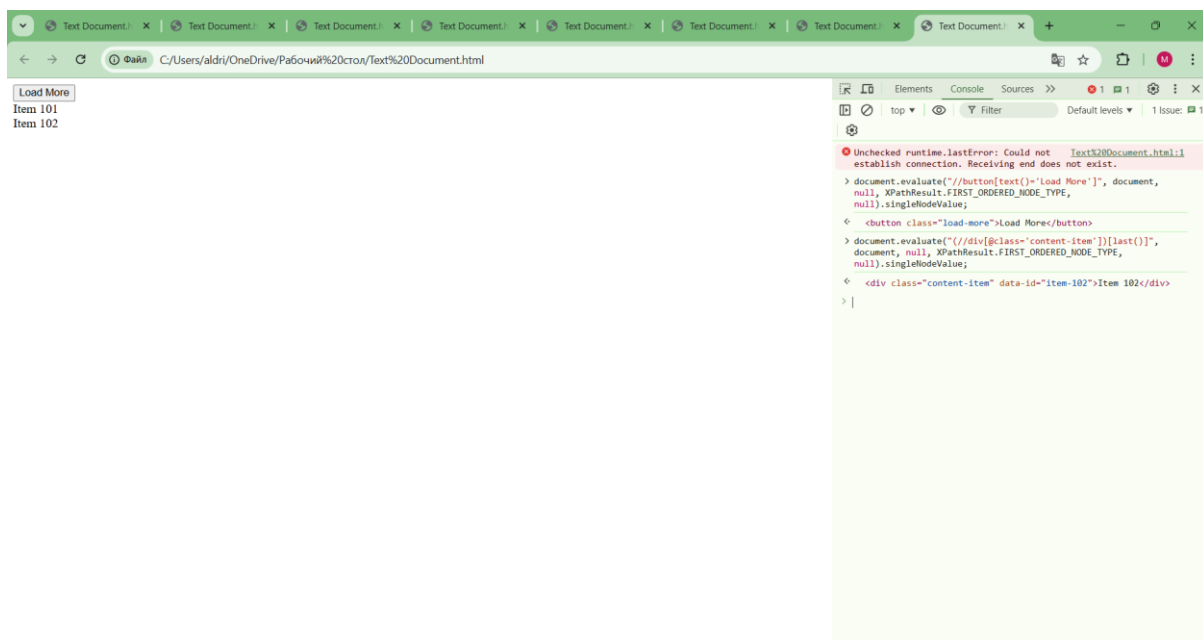 Text Document.h
Text Document.h
Text Document.h
Text Document.h
Text Document.h
Text Document.h
Text Document.h
Text Document.h
Файл C:/Users/aldri/OneDrive/Рабочий%20стол/Text%20Document.html
M
Load More
Item 101
Item 102
Elements Console Sources 1 1
top Filter Default levels 1 Issue: 1
Unchecked runtime.lastError: Could not Text%20Document.html:1
establish connection. Receiving end does not exist.
> document.evaluate("//button[text()='Load More']", document,
null, XPathResult.FIRST_ORDERED_NODE_TYPE,
null).singleNodeValue;
<button class="load-more">Load More</button>
> document.evaluate("(//div[@class='content-item'])[last()]",
document, null, XPathResult.FIRST_ORDERED_NODE_TYPE,
null).singleNodeValue;
<div class="content-item" data-id="item-102">Item 102</div>
>